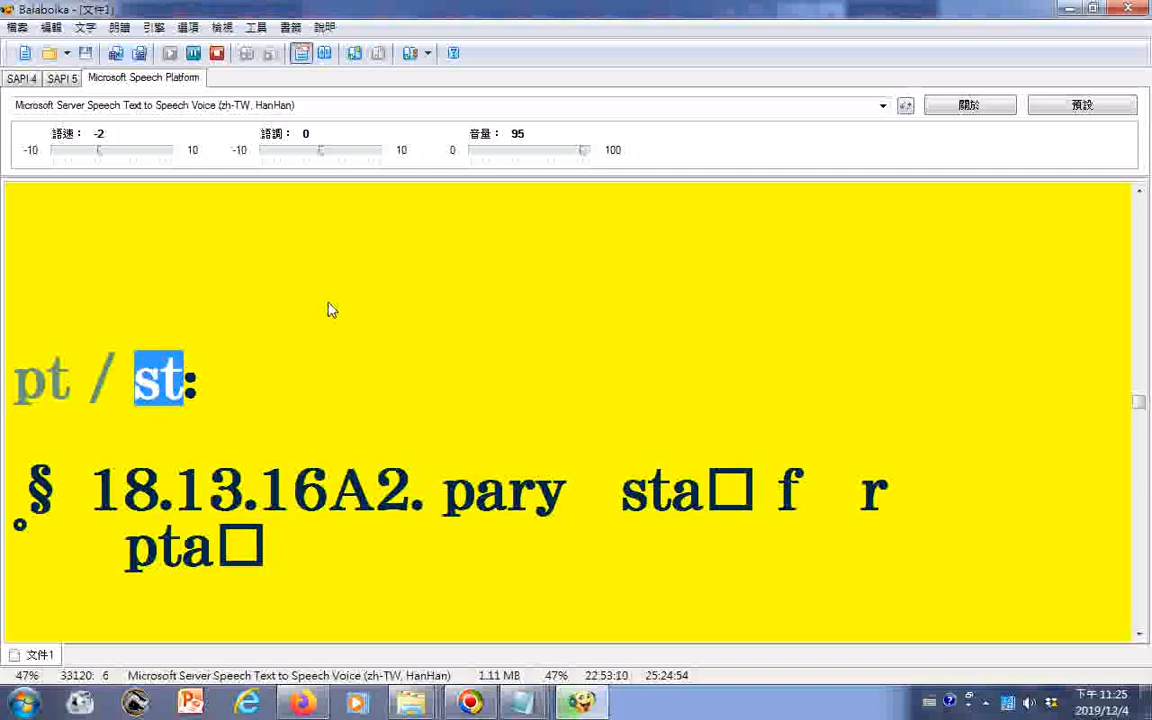 Balabolka - [文件1]
檔案 編輯 文字 朗讀 引擎 選項 檢視 工具 書籤 說明
SAPI 4 SAPI 5 Microsoft Speech Platform
Microsoft Server Speech Text to Speech Voice (zh-TW, HanHan) 關於 預設
語速： -2 語調： 0 音量： 95
-10 10 -10 10 0 100
pt / st:
§ 18.13.16A2. pary sta□ f r
° pta□
文件1
47% 33120: 6 Microsoft Server Speech Text to Speech Voice (zh-TW, HanHan) 1.11 MB 47% 22:53:10 25:24:54
下午 11:25
2019/12/4